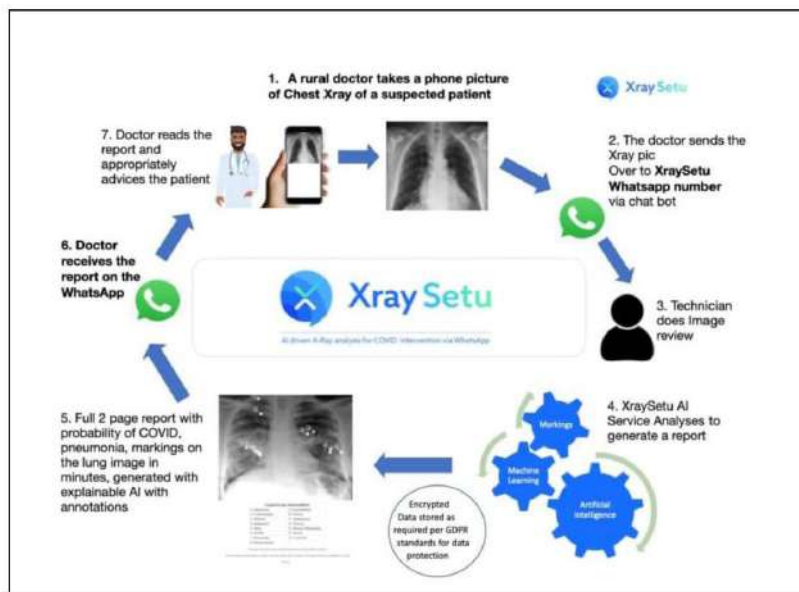 1. A rural doctor takes a phone picture
of Chest Xray of a suspected patient
XraySetu
7. Doctor reads the
report and
appropriately
advices the patient
2. The doctor sends the
Xray pic
Over to XraySetu
Whatsapp number
via chat bot
6. Doctor
receives the
report on the
WhatsApp
Xray Setu
AI driven X-Ray analysis for COVID intervention via WhatsApp
3. Technician
does Image
review
5. Full 2 page report with
probability of COVID,
pneumonia, markings on
the lung image in
minutes, generated with
explainable AI with
annotations
4. XraySetu AI
Service Analyses to
generate a report
Markings
Machine
Learning
Artificial
Intelligence
Encrypted
Data stored as
required per GDPR
standards for data
protection